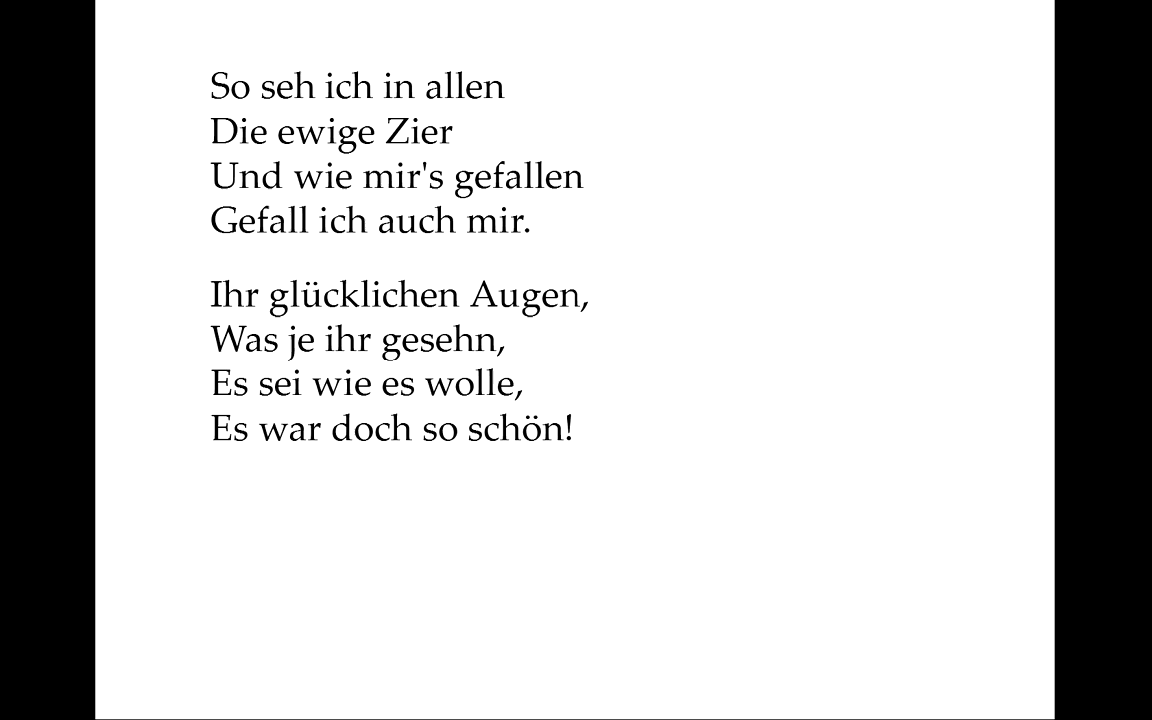 So seh ich in allen
Die ewige Zier
Und wie mir's gefallen
Gefall ich auch mir.
Ihr glücklichen Augen,
Was je ihr gesehn,
Es sei wie es wolle,
Es war doch so schön!